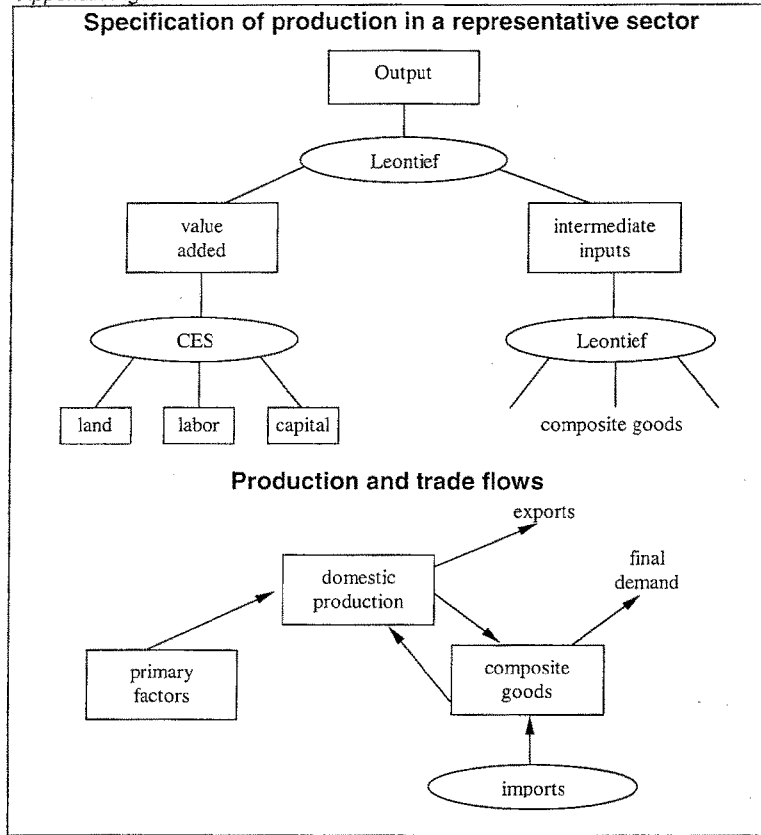 Specification of production in a representative sector
Output
Leontief
value
added
intermediate
inputs
CES
Leontief
land
labor
capital
composite goods
Production and trade flows
exports
final
demand
domestic
production
primary
factors
composite
goods
imports